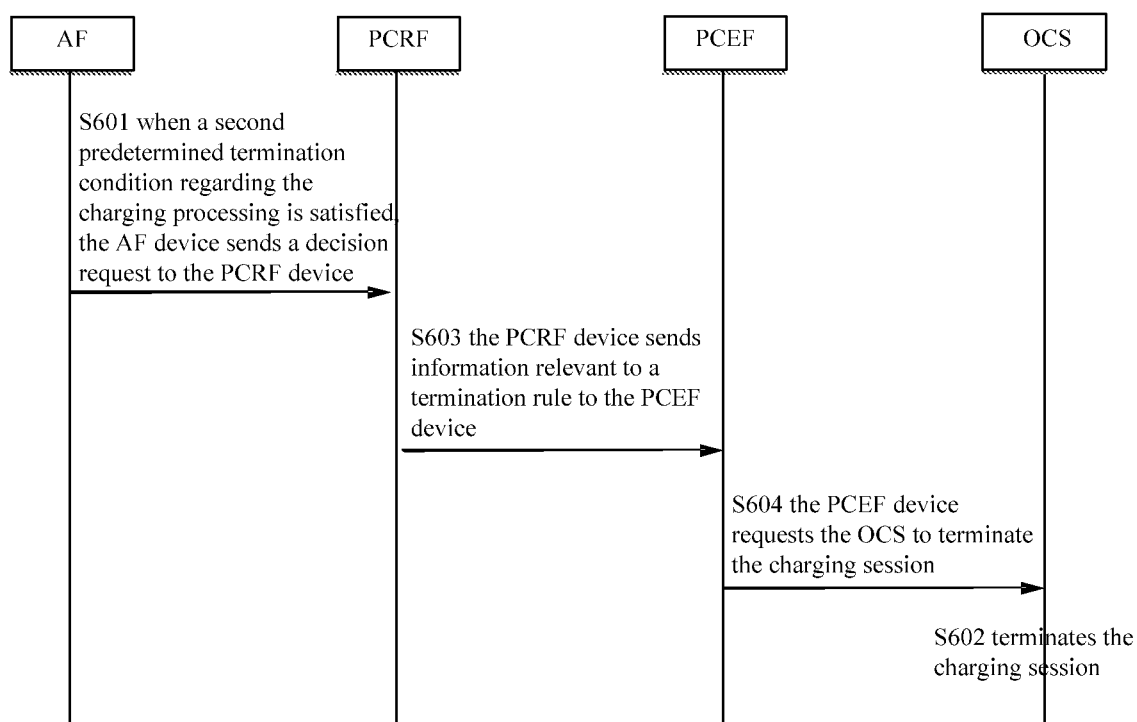 AF
PCRF
PCEF
OCS
S601 when a second
predetermined termination
condition regarding the
charging processing is satisfied,
the AF device sends a decision
request to the PCRF device
S603 the PCRF device sends
information relevant to a
termination rule to the PCEF
device
S604 the PCEF device
requests the OCS to terminate
the charging session
S602 terminates the
charging session